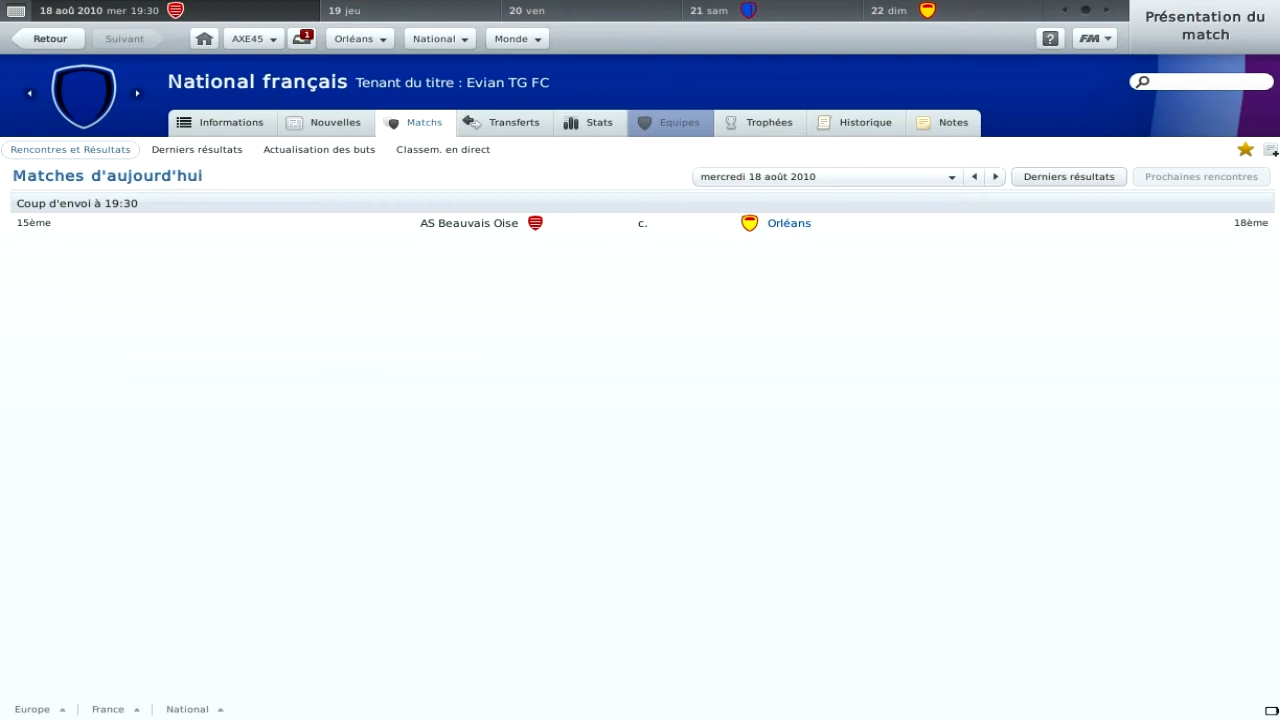 18 aoû 2010 mer 19:30 19 jeu 20 ven 21 sam 22 dim
Présentation du match
Retour Suivant AXE45 1 Orléans National Monde ? FM
National français Tenant du titre : Evian TG FC
Informations Nouvelles Matchs Transferts Stats Equipes Trophées Historique Notes
Rencontres et Résultats Derniers résultats Actualisation des buts Classem. en direct
Matches d'aujourd'hui mercredi 18 août 2010 Derniers résultats Prochaines rencontres
Coup d'envoi à 19:30
15ème AS Beauvais Oise c. Orléans 18ème
Europe | France | National